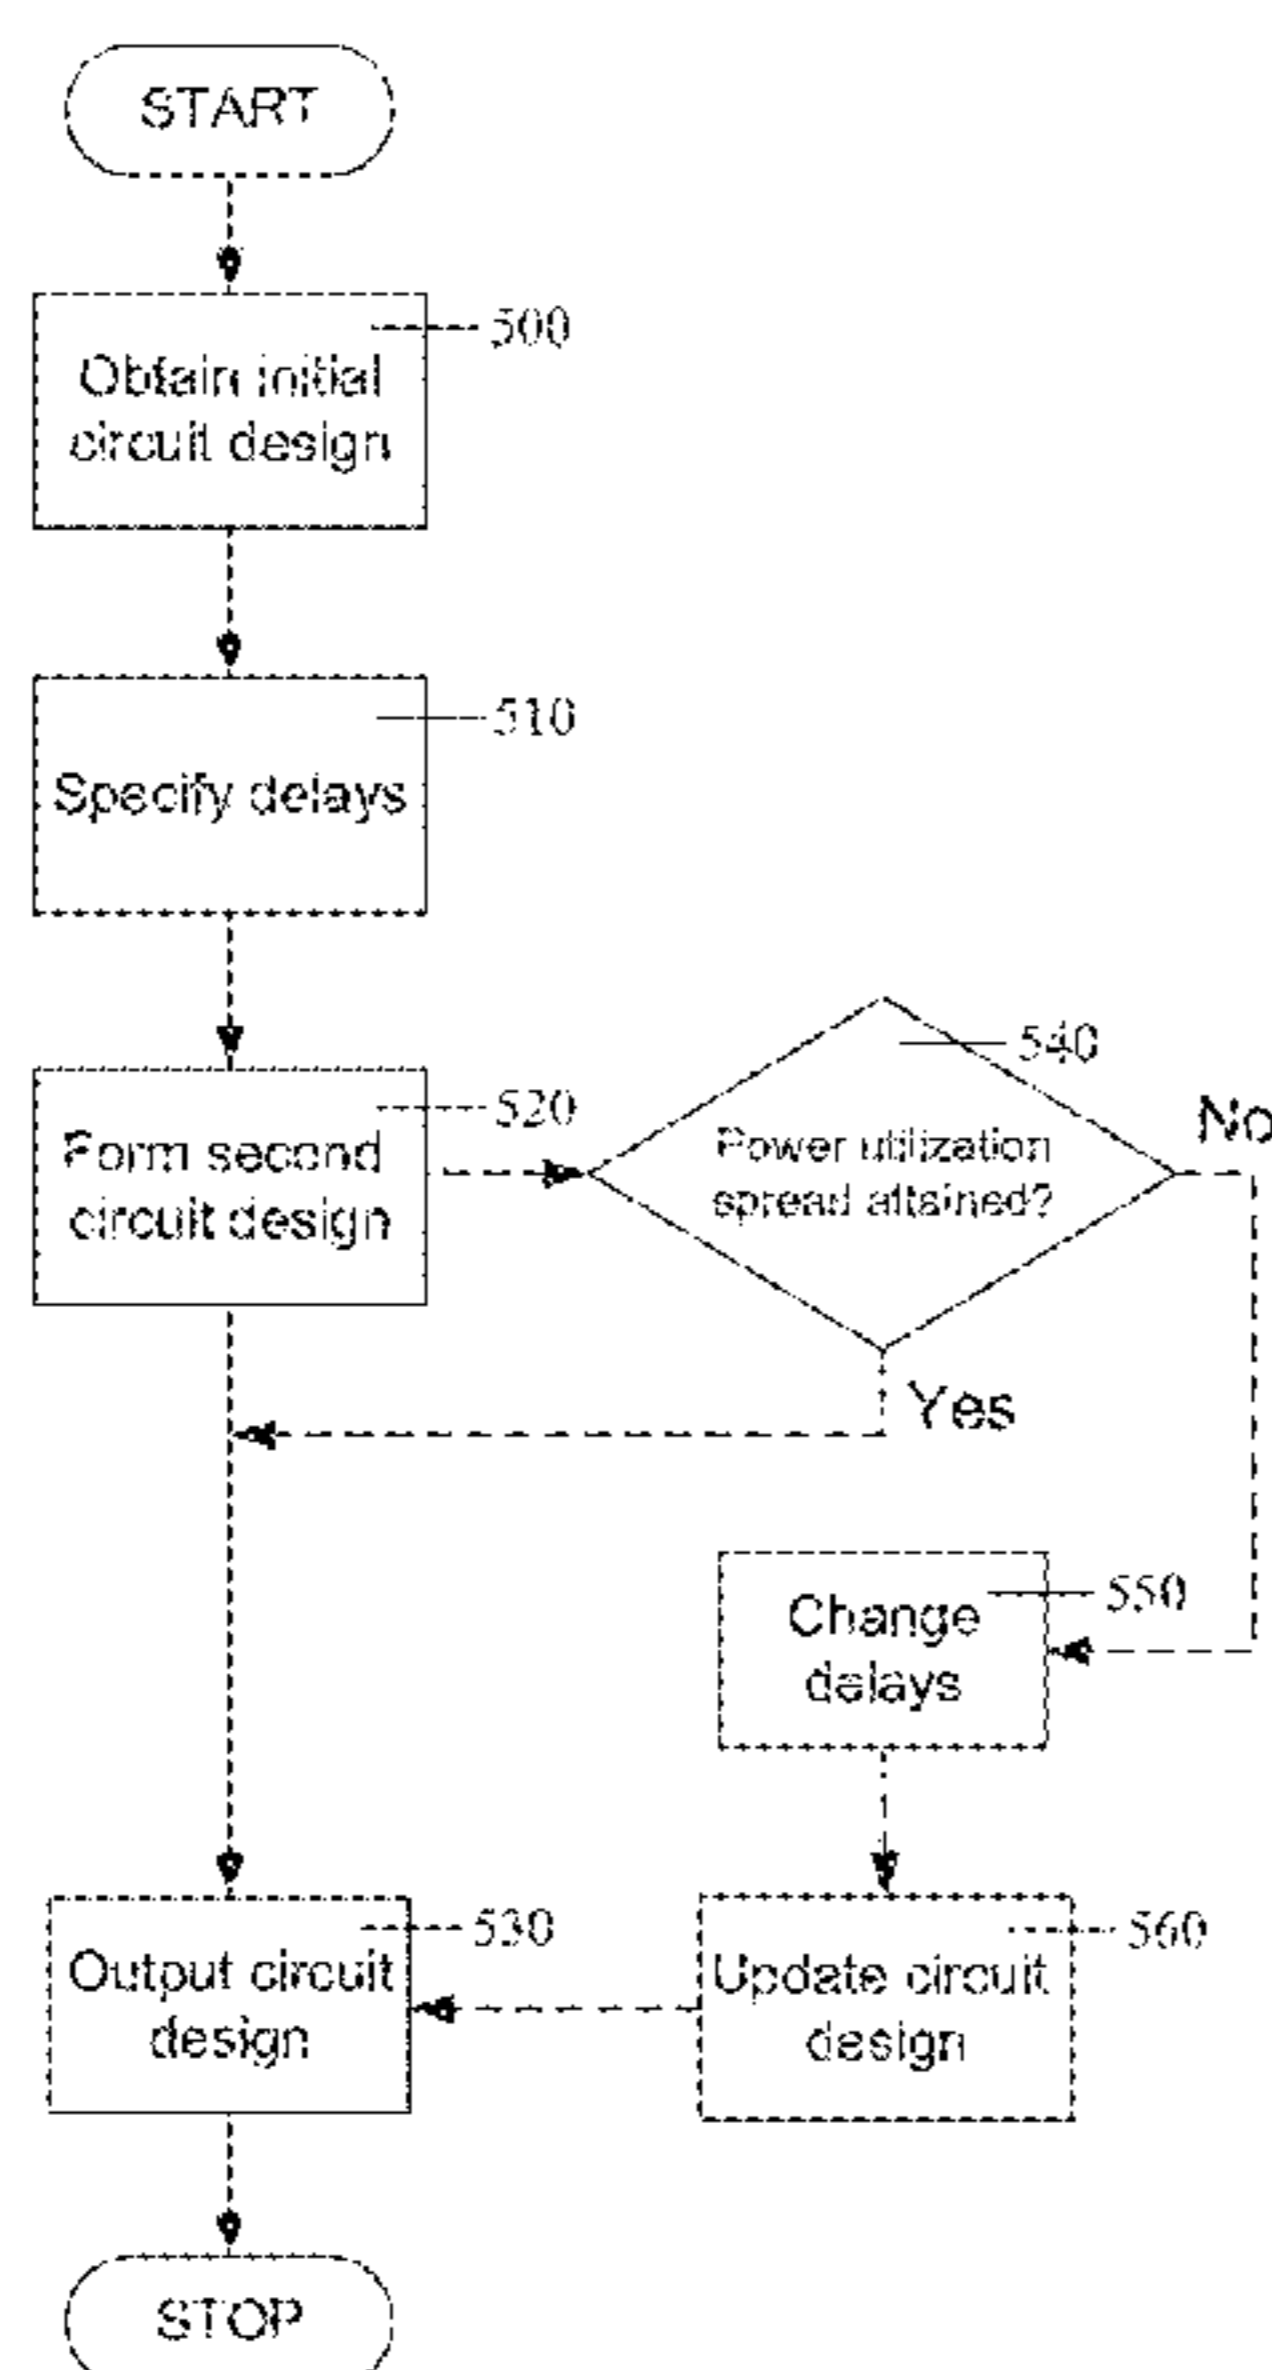 START
500
Obtain initial
circuit design
510
Specify delays
520
Form second
circuit design
540
Power utilization
spread attained?
No
Yes
550
Change
delays
530
Output circuit
design
560
Update circuit
design
STOP